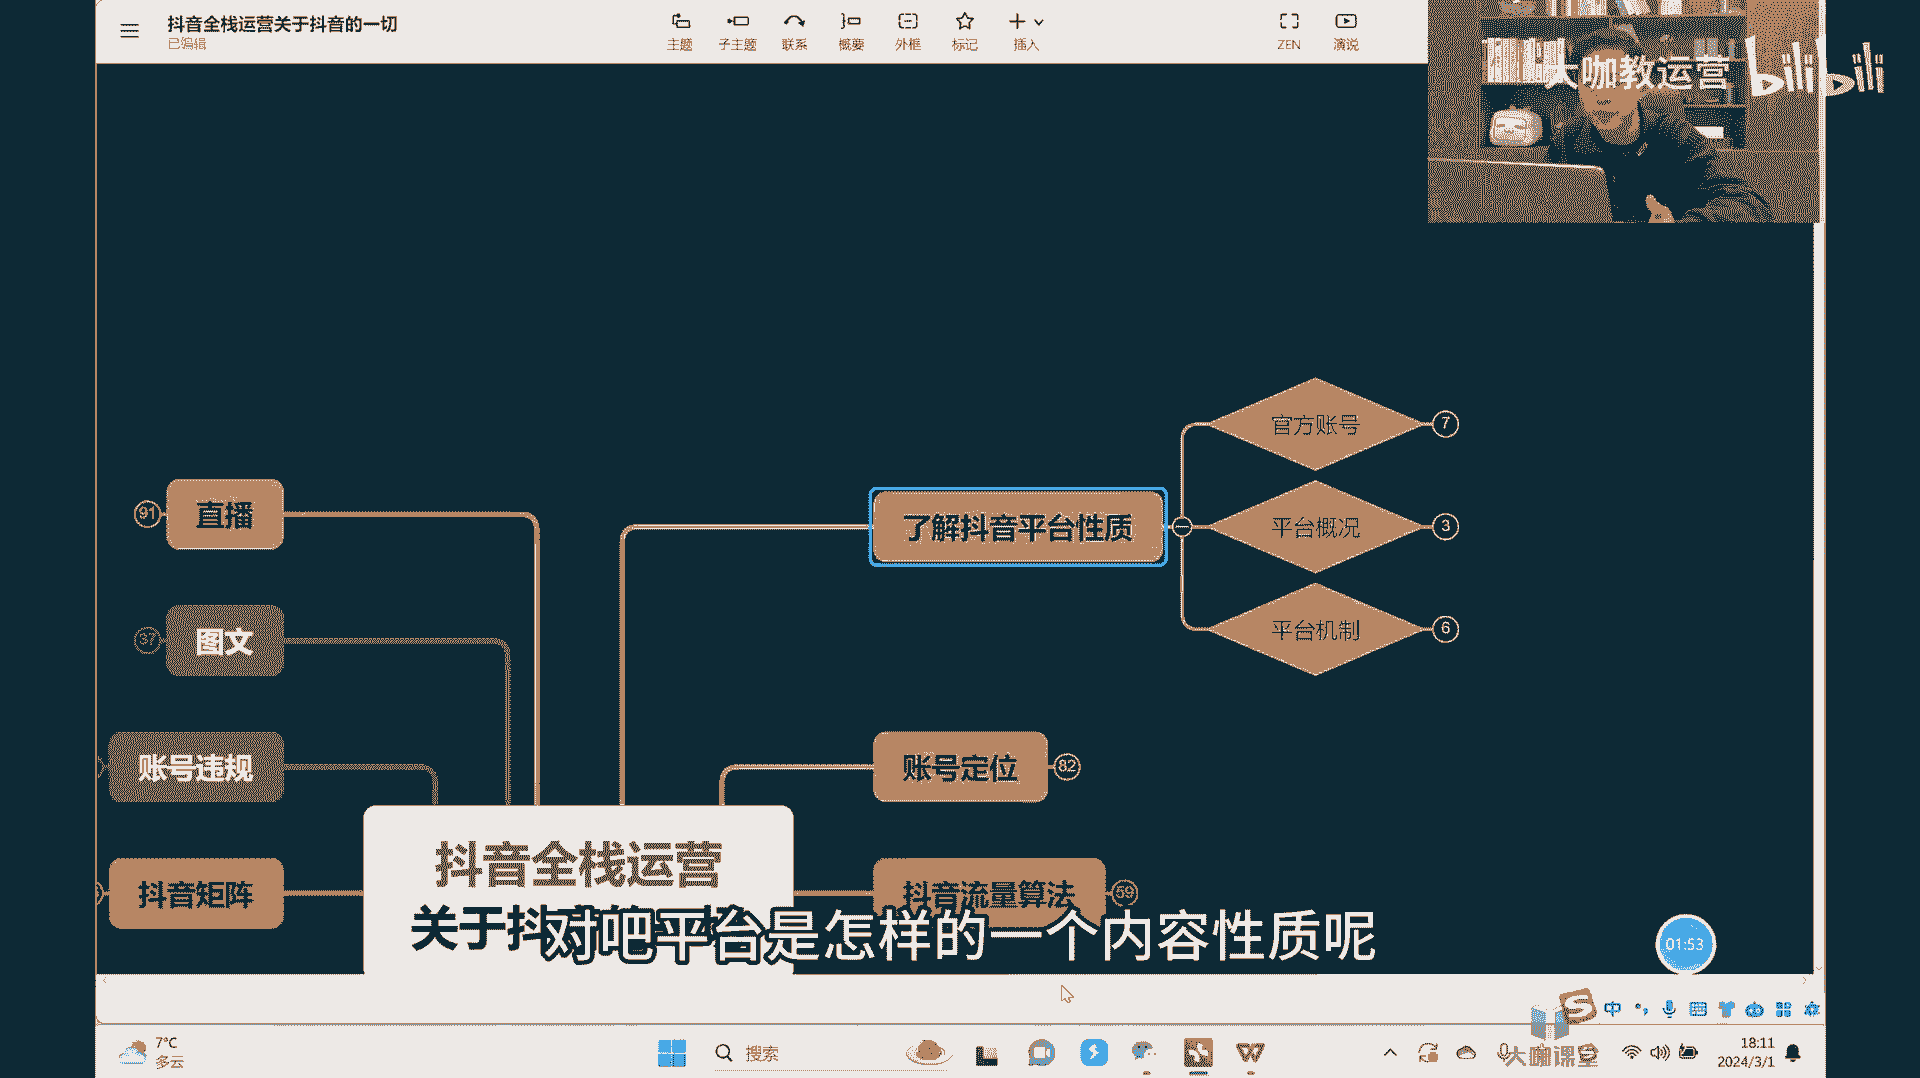 抖音全栈运营关于抖音的一切
已编辑
主题
子主题
联系
概要
外框
标记
插入
ZEN
演说
大咖教运营
bilibili
官方账号
7
91
直播
了解抖音平台性质
平台概况
3
37
图文
平台机制
6
账号违规
账号定位
82
抖音全栈运营
抖音矩阵
抖音流量算法
59
关于抖
对吧平台是怎样的一个内容性质呢
01:53
中
7°C
多云
搜索
大咖课堂
18:11
2024/3/1